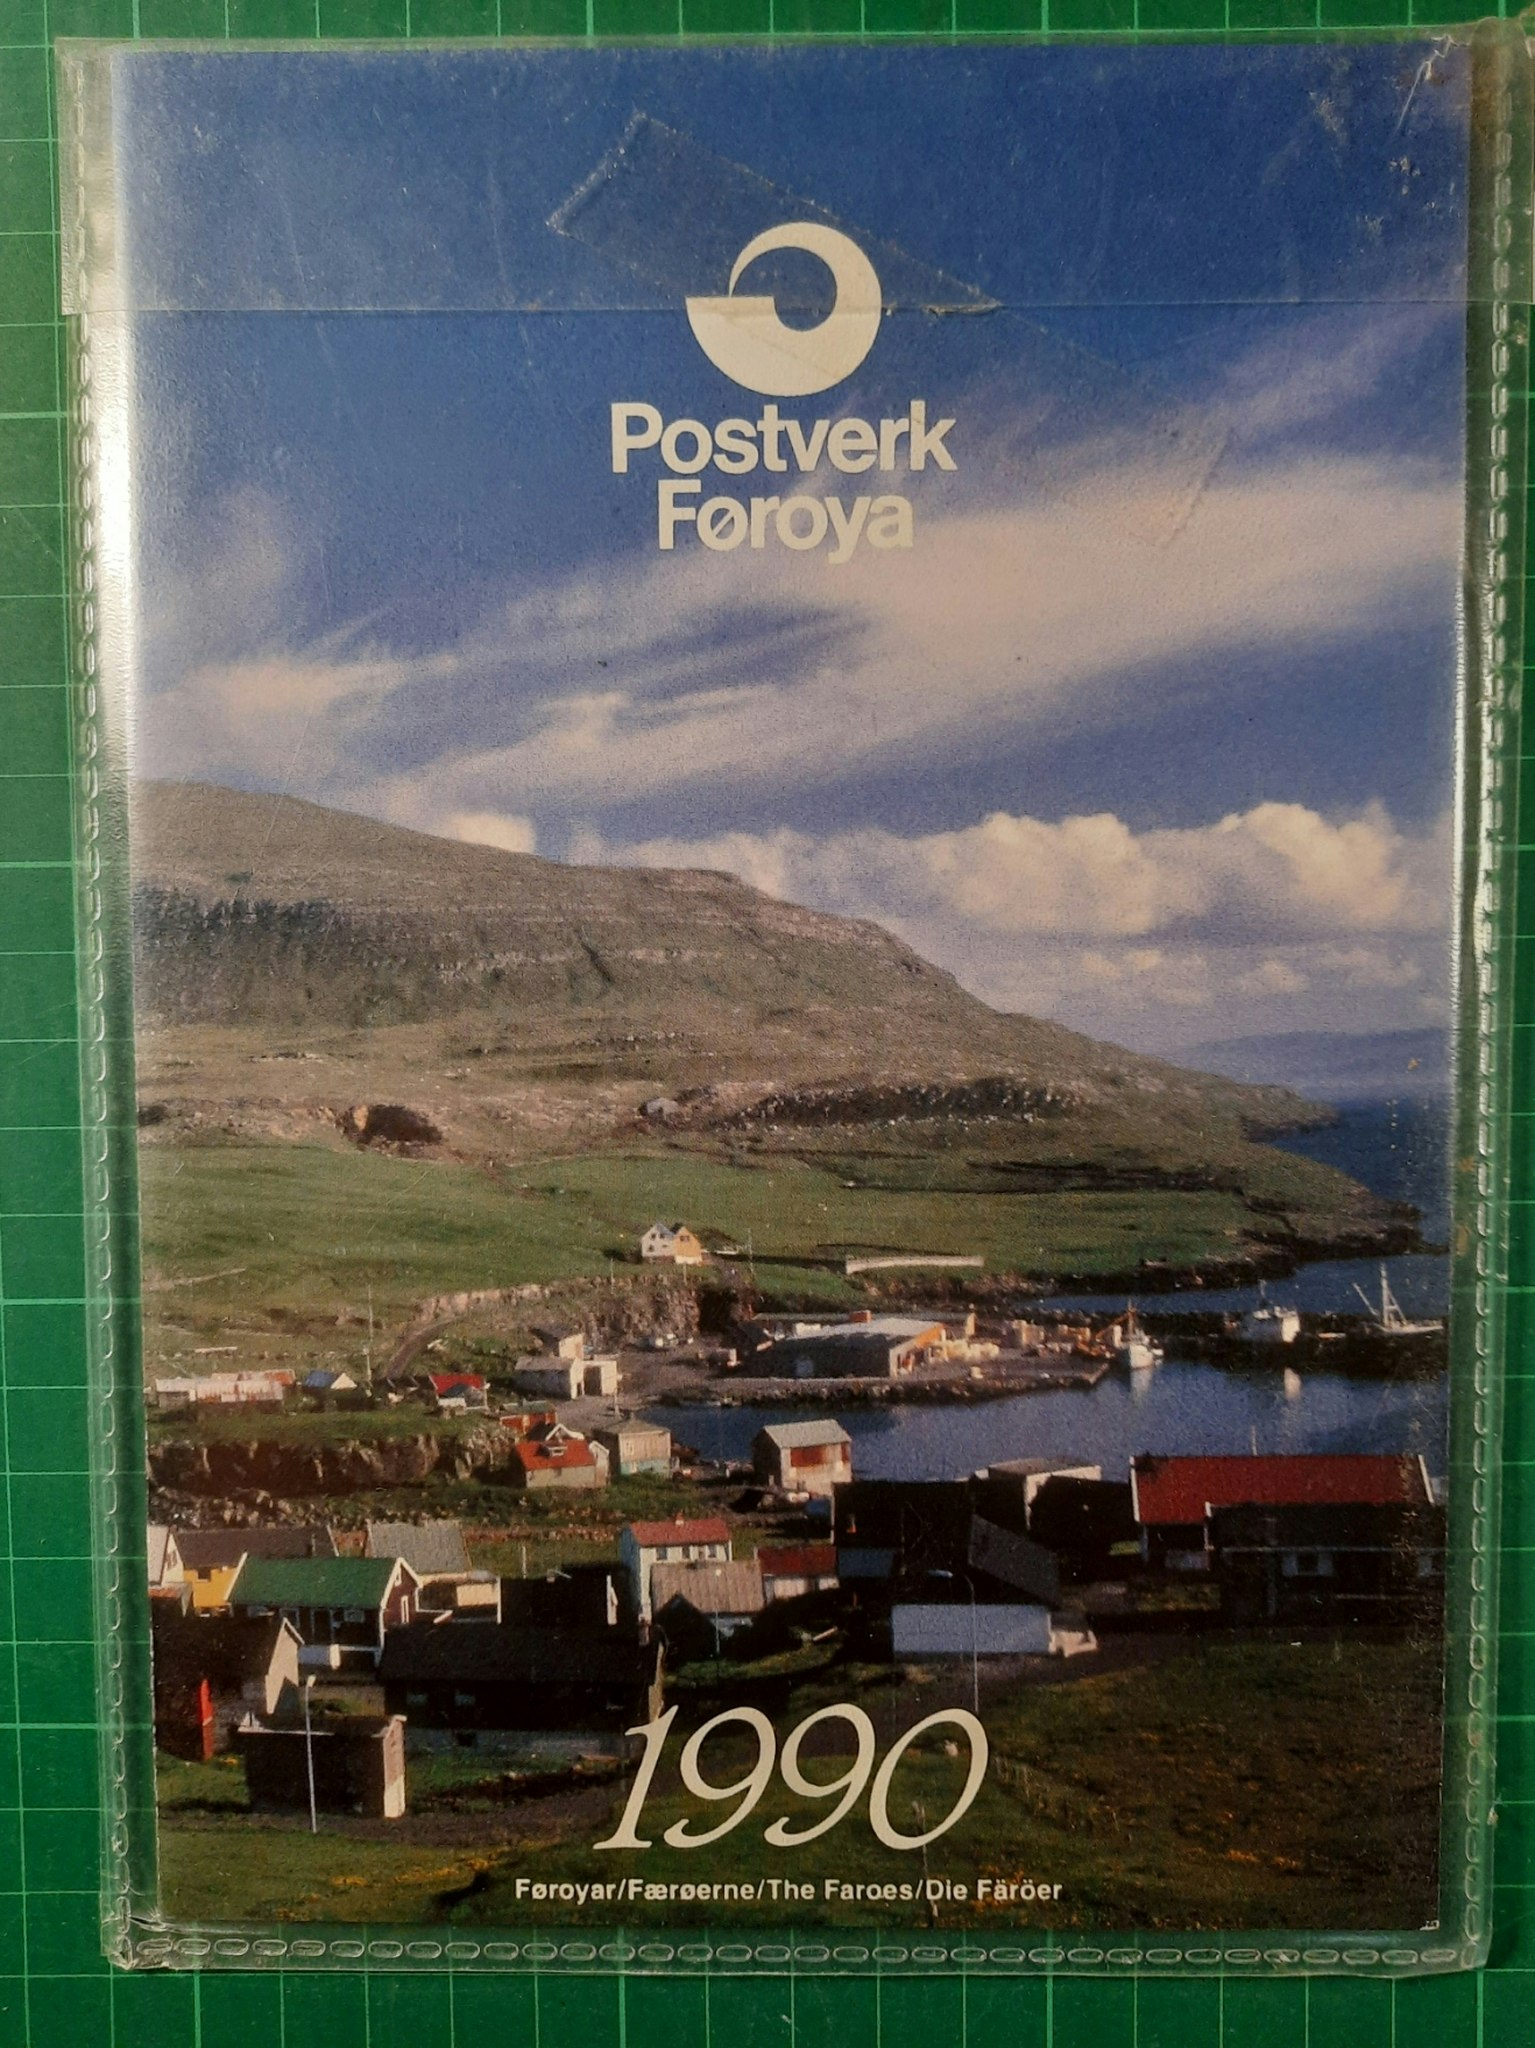 Postverk
Føroya
1990
Føroyar/Færøerne/The Faroes/Die Färöer